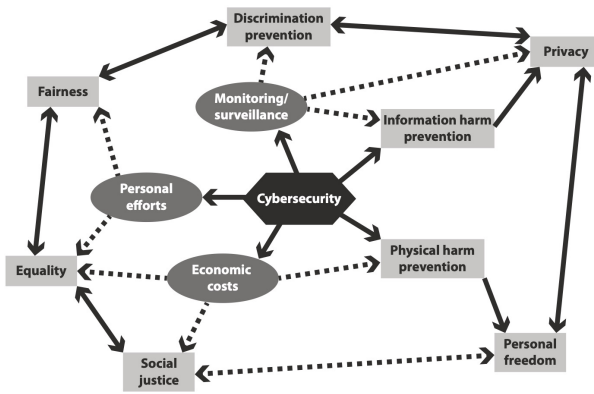 Discrimination
prevention
Privacy
Fairness
Monitoring/
surveillance
Information harm
prevention
Personal
efforts
Cybersecurity
Equality
Economic
costs
Physical harm
prevention
Social
justice
Personal
freedom